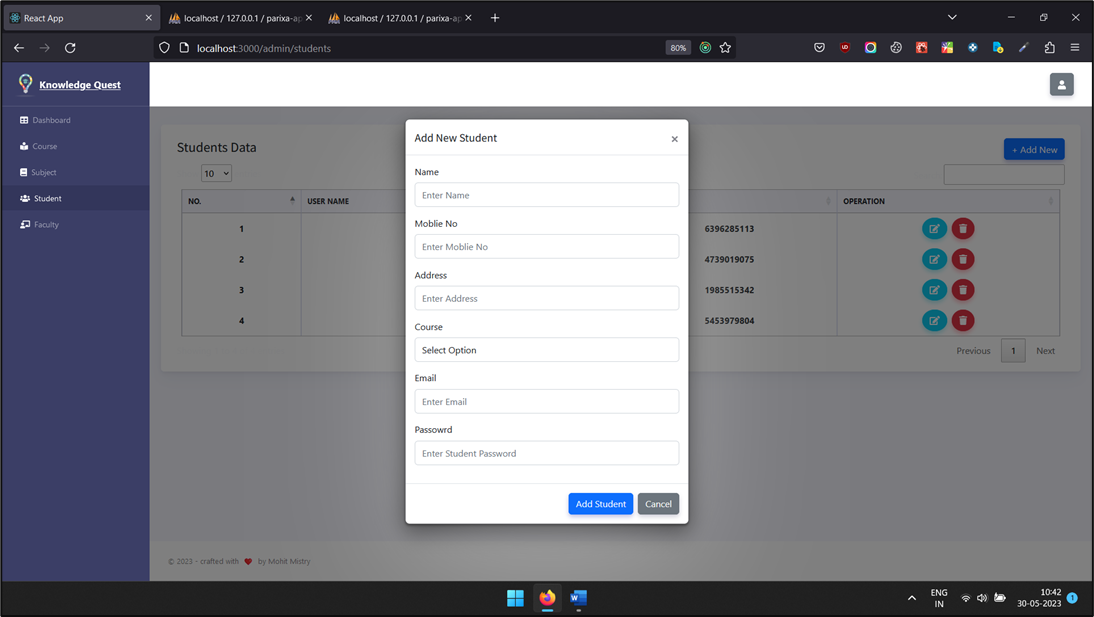 React App
localhost / 127.0.0.1 / parixa-ap
localhost / 127.0.0.1 / parixa-ap
localhost:3000/admin/students
80%
Knowledge Quest
Dashboard
Course
Subject
Student
Faculty
Students Data
+ Add New
10
NO.
USER NAME
OPERATION
1
6396285113
2
4739019075
3
1985515342
4
5453979804
Previous
1
Next
Add New Student
×
Name
Enter Name
Moblie No
Enter Moblie No
Address
Enter Address
Course
Select Option
Email
Enter Email
Passowrd
Enter Student Password
Add Student
Cancel
© 2023 - crafted with
by Mohit Mistry
ENG
IN
10:42
30-05-2023
1